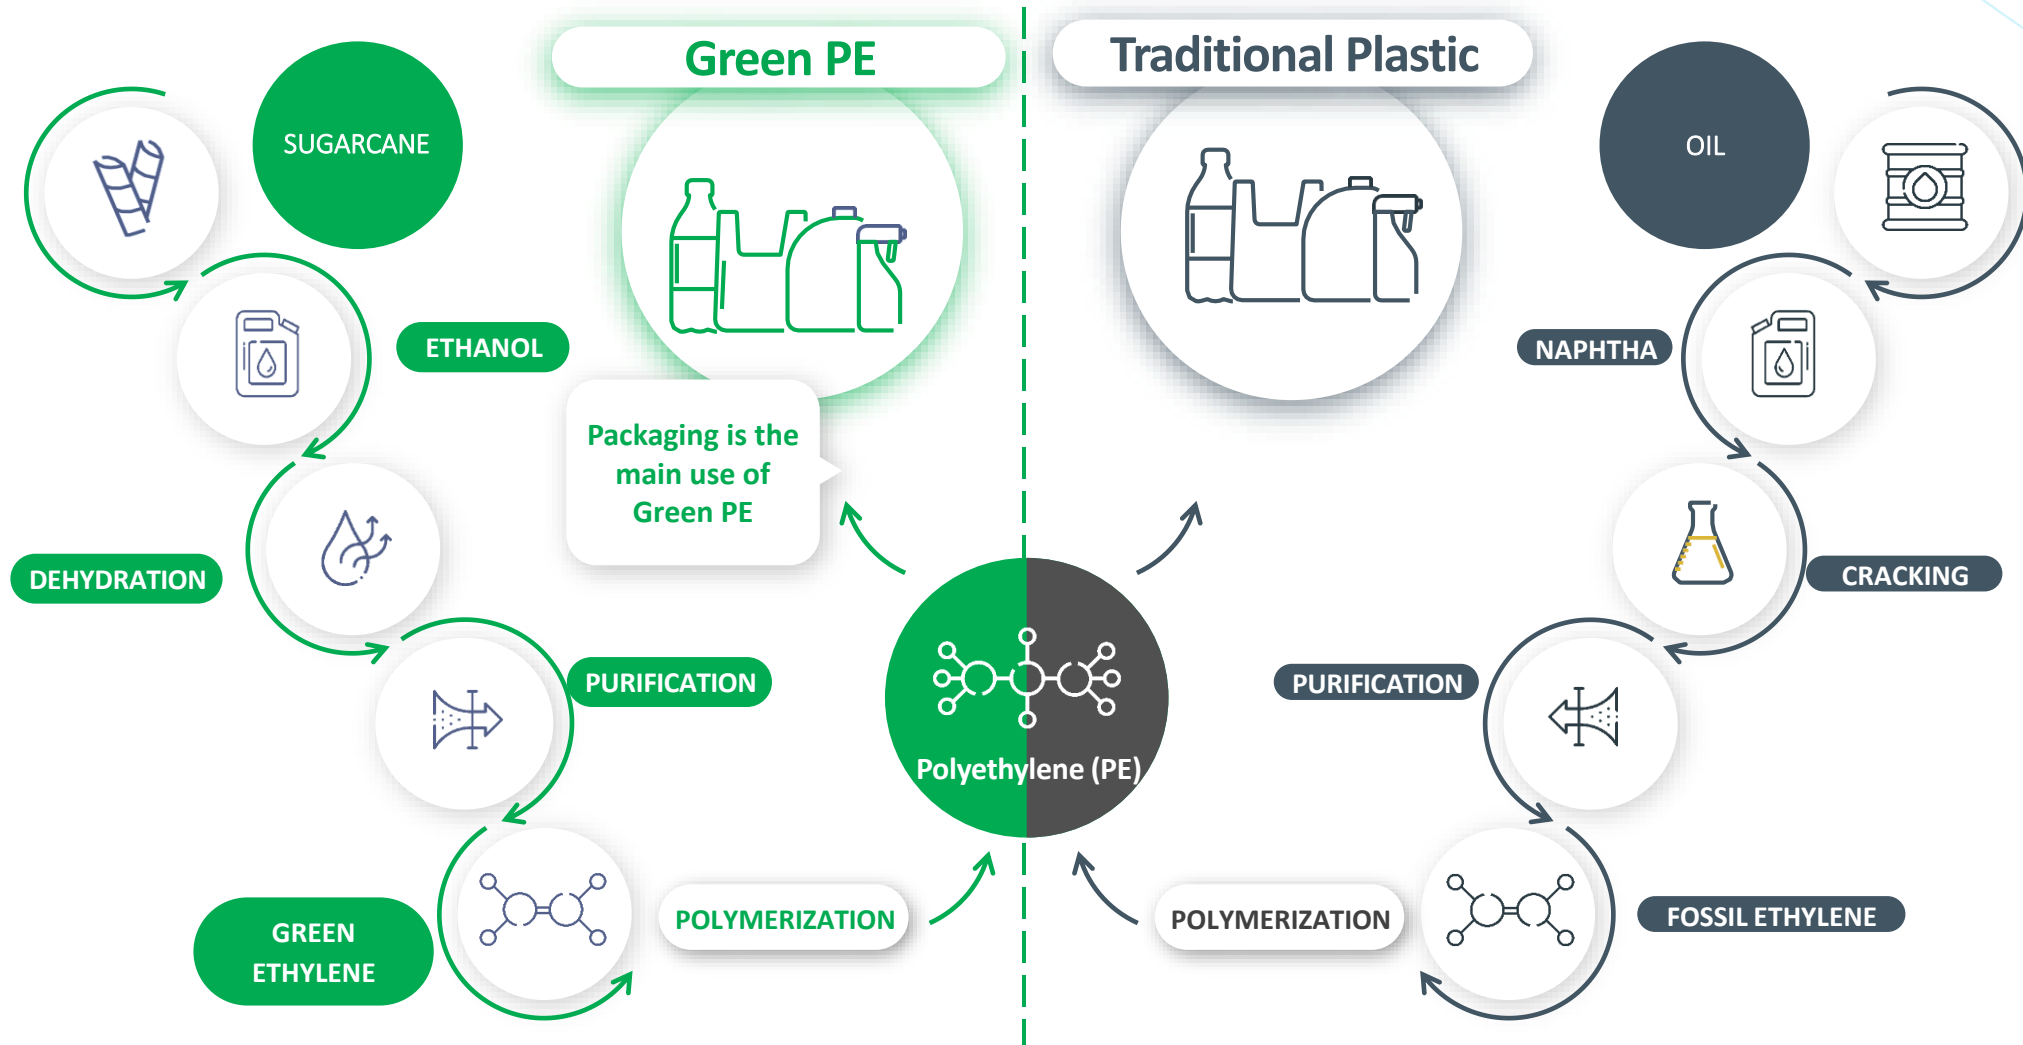 Green PE
SUGARCANE
ETHANOL
Packaging is the
main use of
Green PE
DEHYDRATION
PURIFICATION
GREEN
ETHYLENE
POLYMERIZATION
Polyethylene (PE)
Traditional Plastic
OIL
NAPHTHA
CRACKING
PURIFICATION
FOSSIL ETHYLENE
POLYMERIZATION